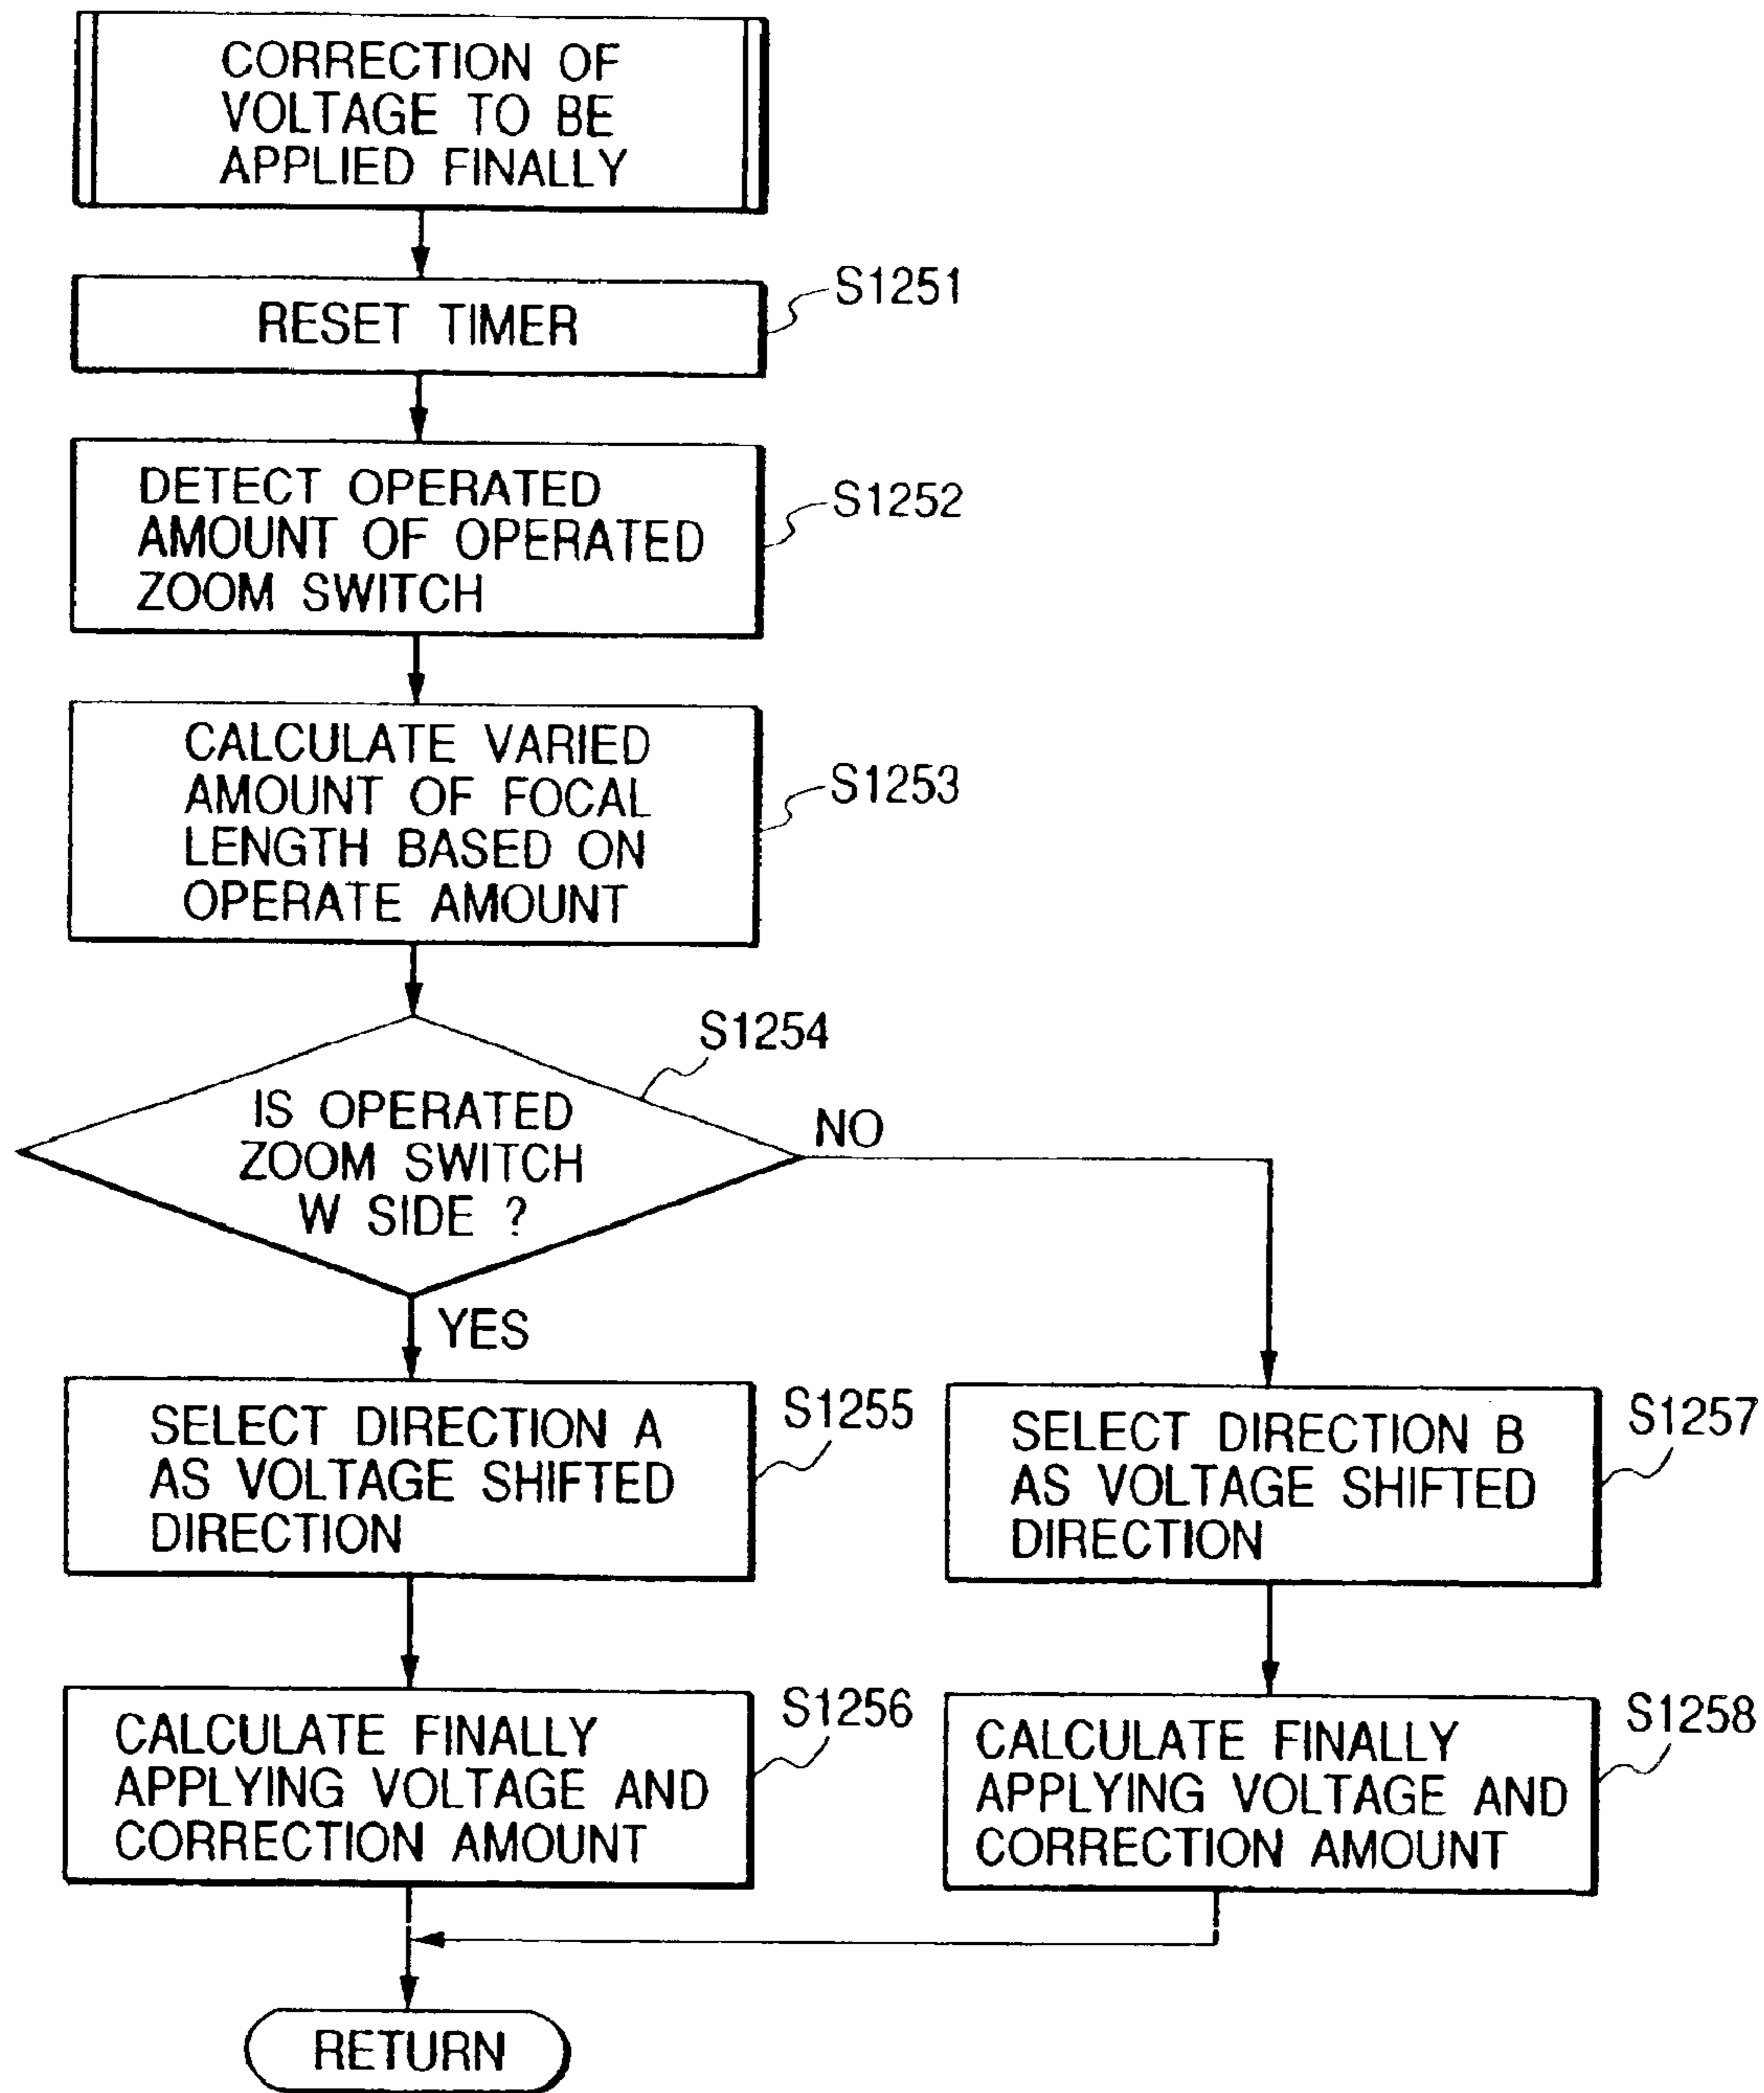 CORRECTION OF
VOLTAGE TO BE
APPLIED FINALLY
RESET TIMER
S1251
DETECT OPERATED
AMOUNT OF OPERATED
ZOOM SWITCH
S1252
CALCULATE VARIED
AMOUNT OF FOCAL
LENGTH BASED ON
OPERATE AMOUNT
S1253
S1254
IS OPERATED
ZOOM SWITCH
W SIDE ?
NO
YES
SELECT DIRECTION A
AS VOLTAGE SHIFTED
DIRECTION
S1255
SELECT DIRECTION B
AS VOLTAGE SHIFTED
DIRECTION
S1257
CALCULATE FINALLY
APPLYING VOLTAGE AND
CORRECTION AMOUNT
S1256
CALCULATE FINALLY
APPLYING VOLTAGE AND
CORRECTION AMOUNT
S1258
RETURN